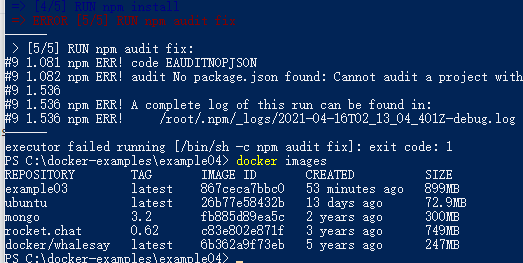 => [4/5] RUN npm install
=> ERROR [5/5] RUN npm audit fix
------
> [5/5] RUN npm audit fix:
#9 1.081 npm ERR! code EAUDITNOPJSON
#9 1.082 npm ERR! audit No package.json found: Cannot audit a project with
#9 1.536
#9 1.536 npm ERR! A complete log of this run can be found in:
#9 1.536 npm ERR!     /root/.npm/_logs/2021-04-16T02_13_04_401Z-debug.log
------
executor failed running [/bin/sh -c npm audit fix]: exit code: 1
PS C:\docker-examples\example04> docker images
REPOSITORY TAG IMAGE ID CREATED SIZE
example03 latest 867ceca7bbc0 53 minutes ago 899MB
ubuntu latest 26b77e58432b 13 days ago 72.9MB
mongo 3.2 fb885d89ea5c 2 years ago 300MB
rocket.chat 0.62 c83e802e871f 3 years ago 749MB
docker/whalesay latest 6b362a9f73eb 5 years ago 247MB
PS C:\docker-examples\example04> _